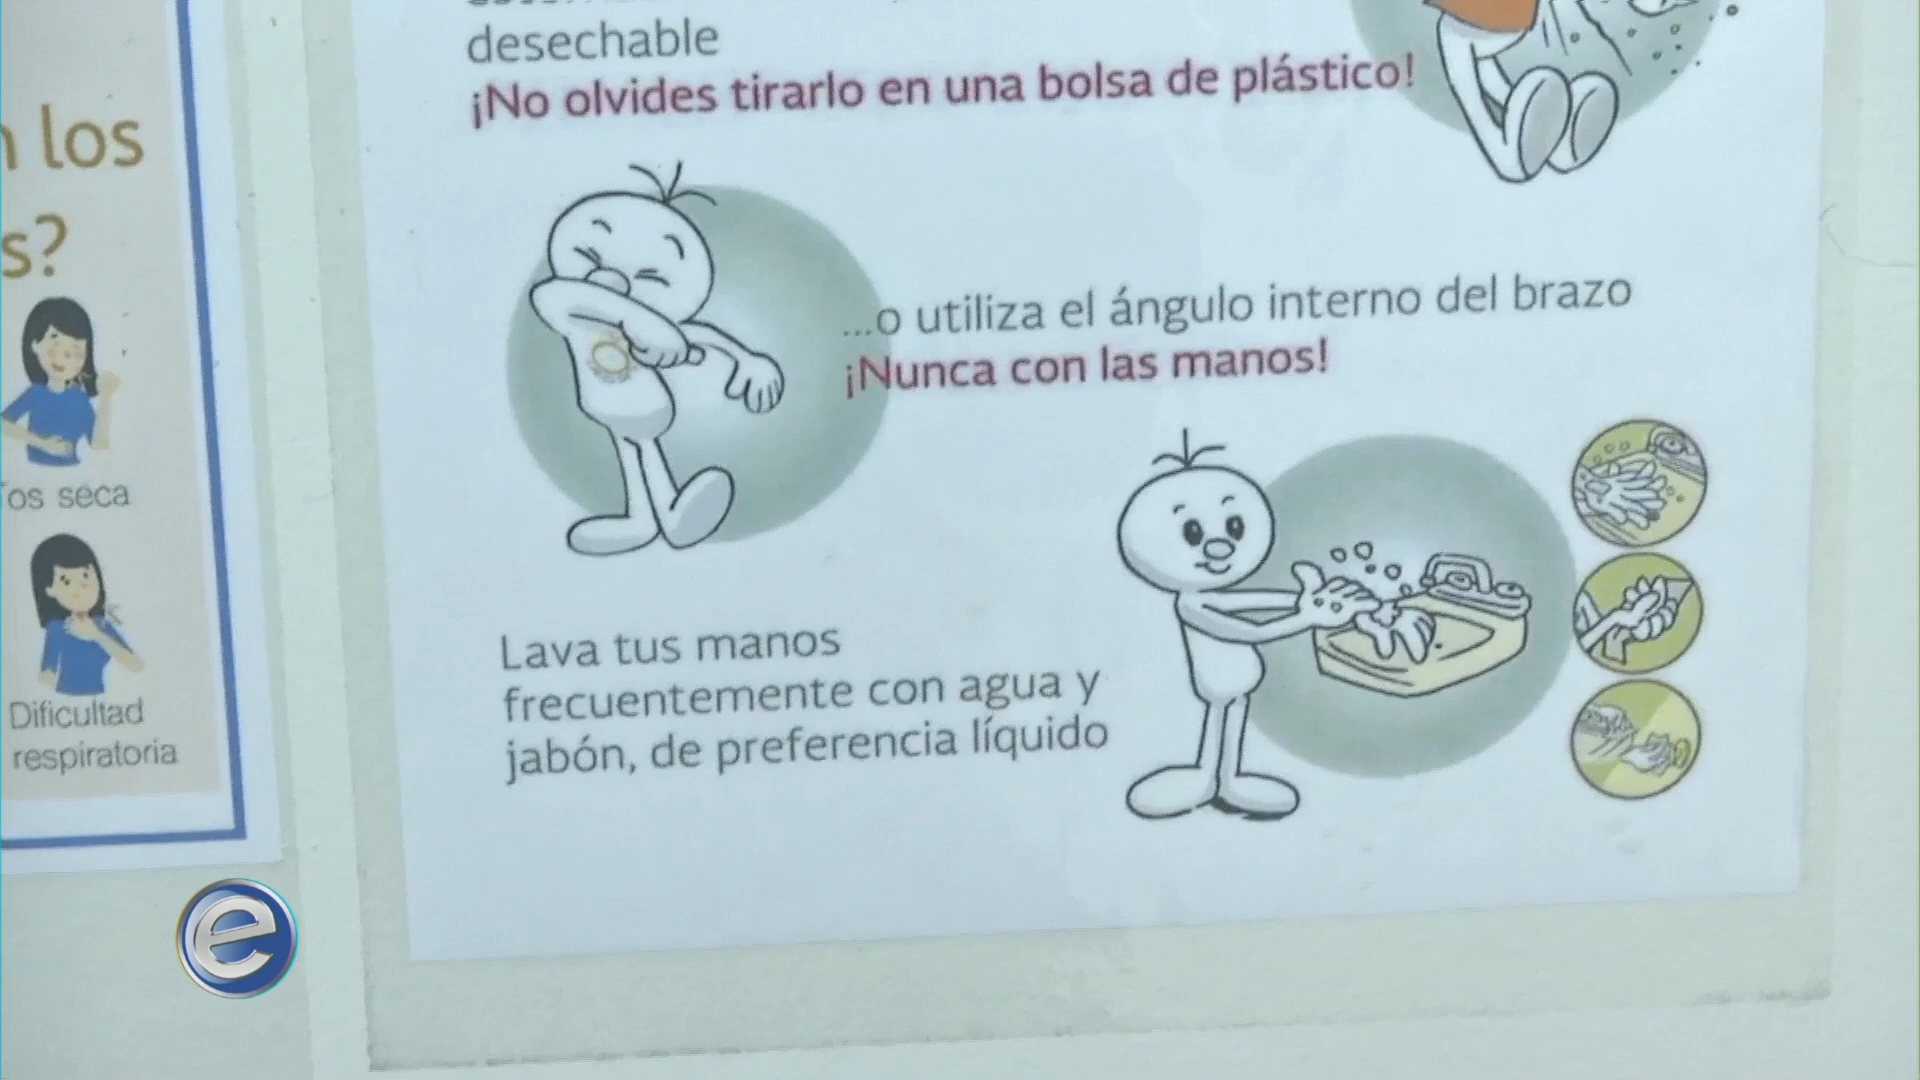 desechable
¡No olvides tirarlo en una bolsa de plástico!
...o utiliza el ángulo interno del brazo
¡Nunca con las manos!
Lava tus manos
frecuentemente con agua y
jabón, de preferencia líquido
los
s?
os seca
Dificultad
respiratoria
e